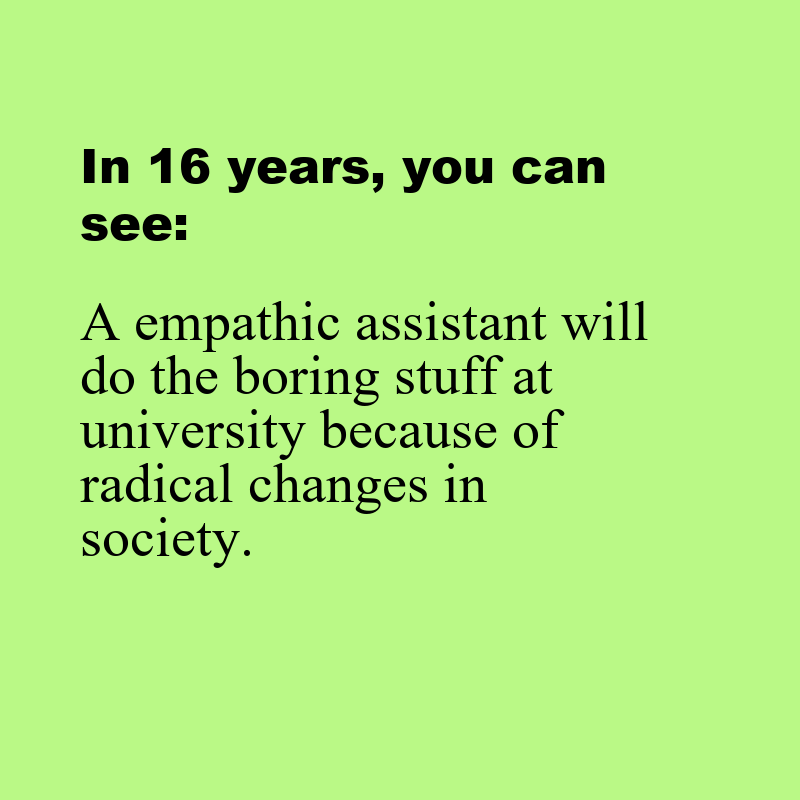 In 16 years, you can
see:
A empathic assistant will
do the boring stuff at
university because of
radical changes in
society.